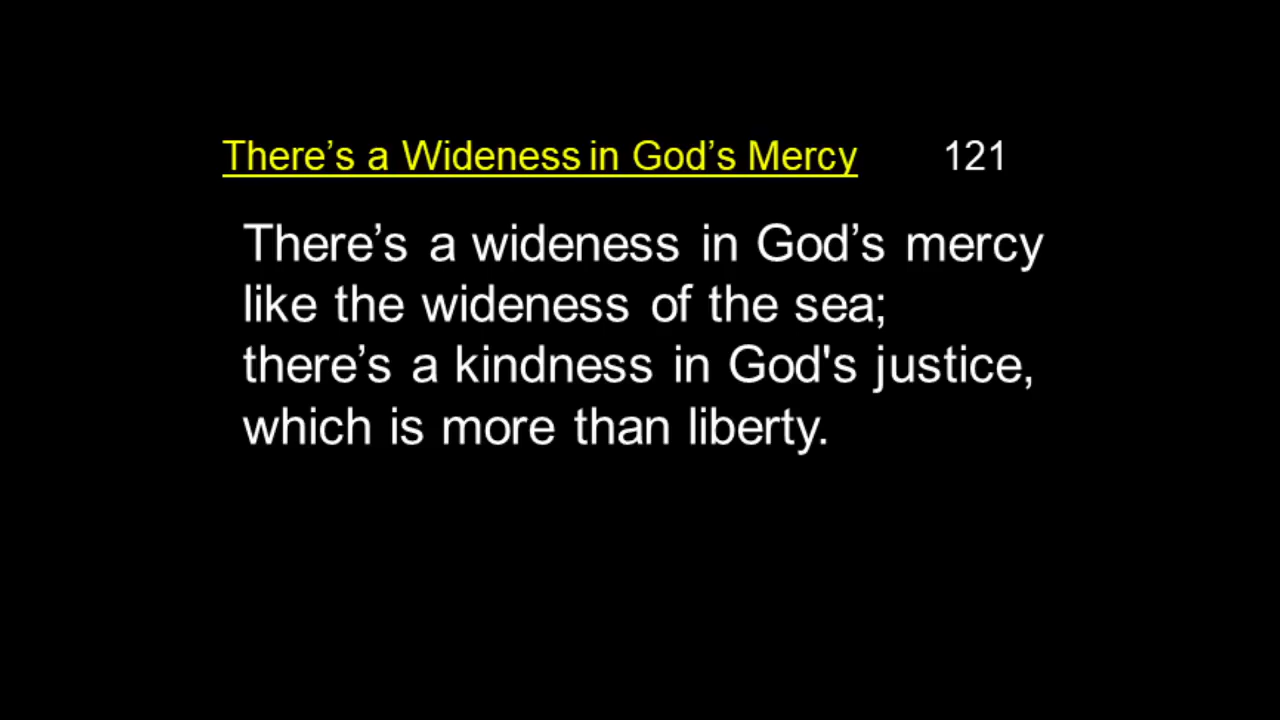 There’s a Wideness in God’s Mercy 121
There’s a wideness in God’s mercy
like the wideness of the sea;
there’s a kindness in God's justice,
which is more than liberty.